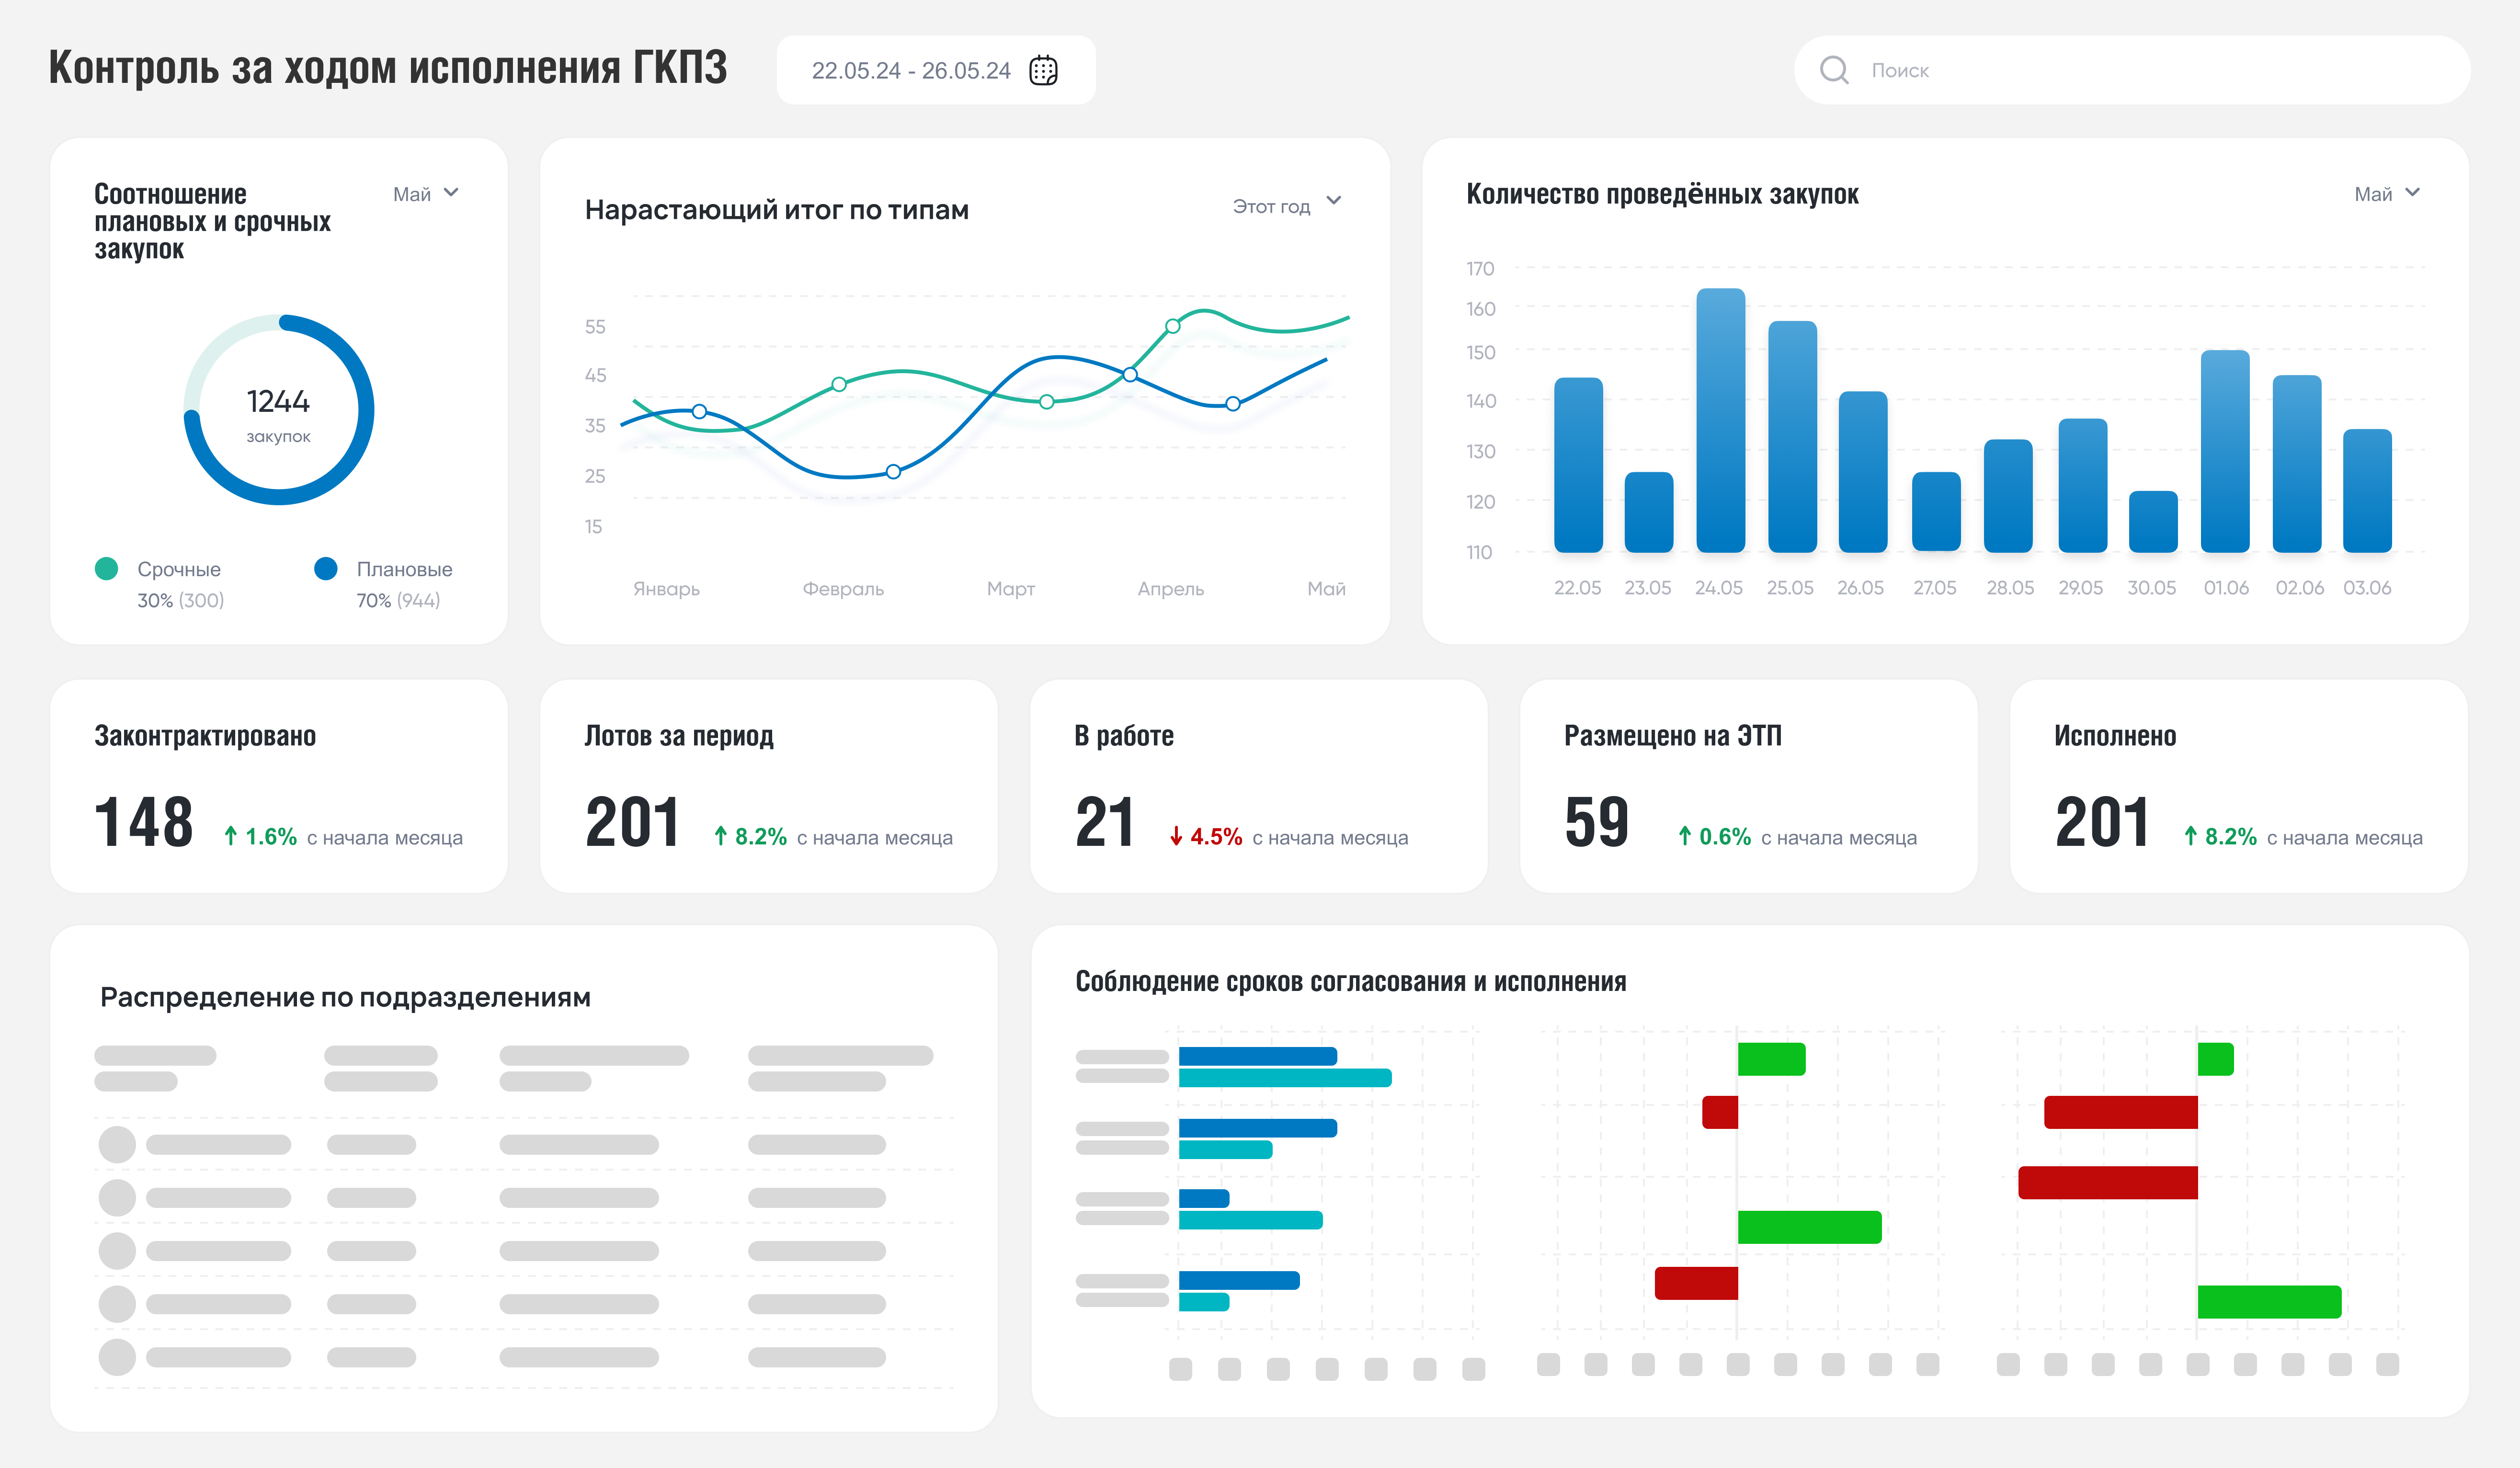 Контроль за ходом исполнения ГКПЗ
22.05.24 - 26.05.24
Поиск
Соотношение
плановых и срочных
закупок
Май
1244
закупок
Срочные
30% (300)
Плановые
70% (944)
Нарастающий итог по типам
Этот год
55
45
35
25
15
Январь Февраль Март Апрель Май
Количество проведённых закупок
Май
170
160
150
140
130
120
110
22.05 23.05 24.05 25.05 26.05 27.05 28.05 29.05 30.05 01.06 02.06 03.06
Законтрактировано
148 1.6% с начала месяца
Лотов за период
201 8.2% с начала месяца
В работе
21 4.5% с начала месяца
Размещено на ЭТП
59 0.6% с начала месяца
Исполнено
201 8.2% с начала месяца
Распределение по подразделениям
Соблюдение сроков согласования и исполнения